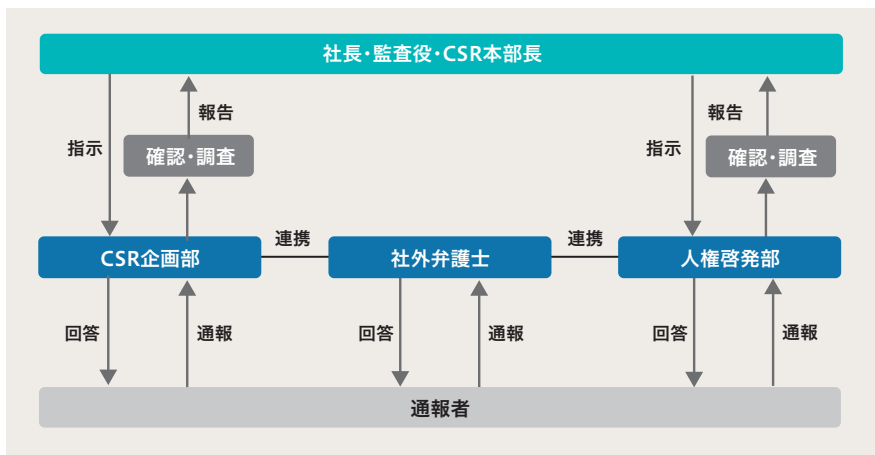 社長・監査役・CSR本部長
報告
報告
指示
確認・調査
指示
確認・調査
連携
連携
CSR企画部
社外弁護士
人権啓発部
回答
通報
回答
通報
回答
通報
通報者